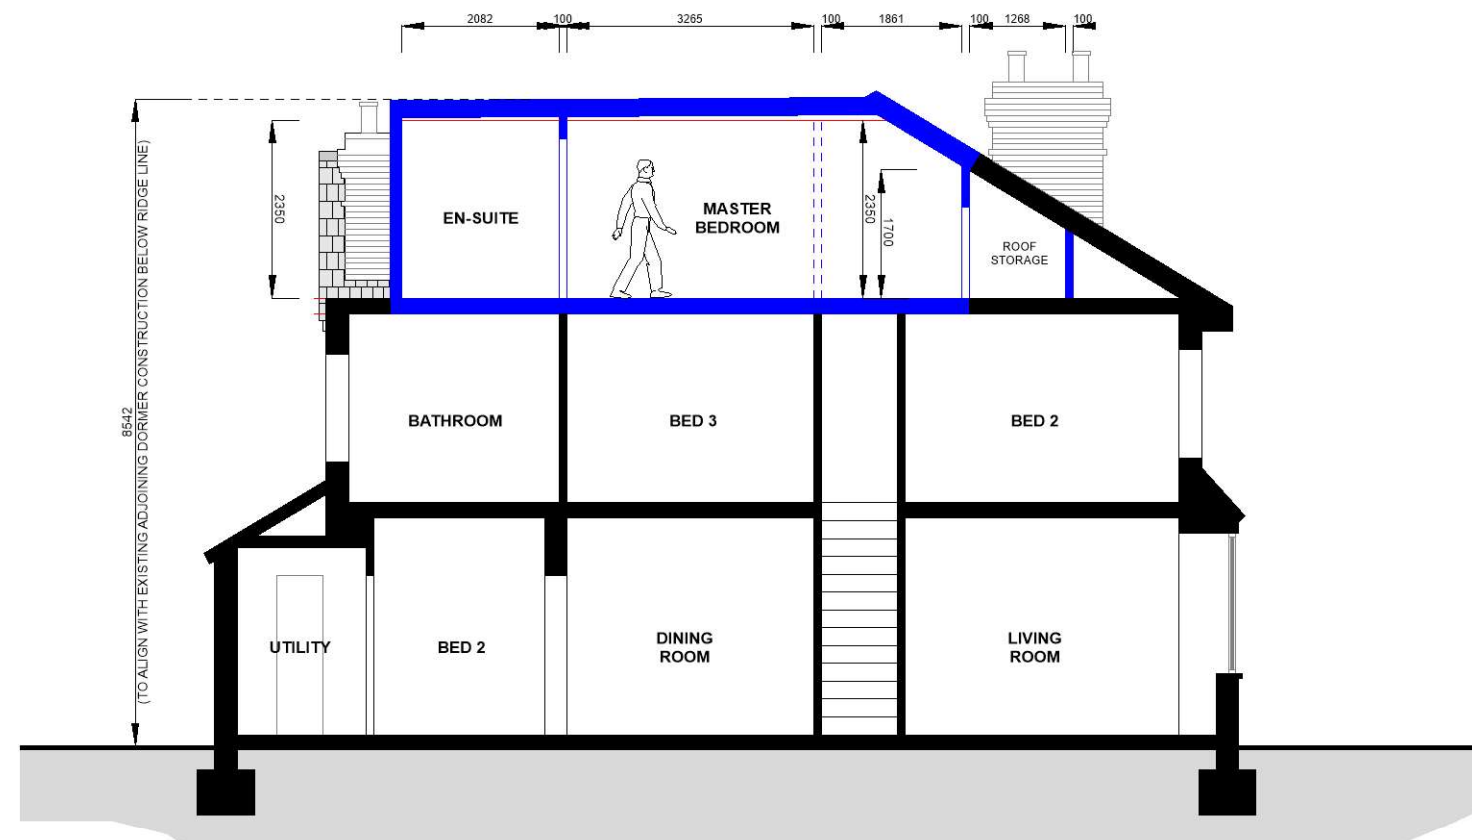 2082 100 3265 100 1861 100 1268 100
8542
(TO ALIGN WITH EXISTING ADJOINING DORMER CONSTRUCTION BELOW RIDGE LINE)
2350
EN-SUITE
MASTER
BEDROOM
2350
1700
ROOF
STORAGE
BATHROOM
BED 3
BED 2
UTILITY
BED 2
DINING
ROOM
LIVING
ROOM